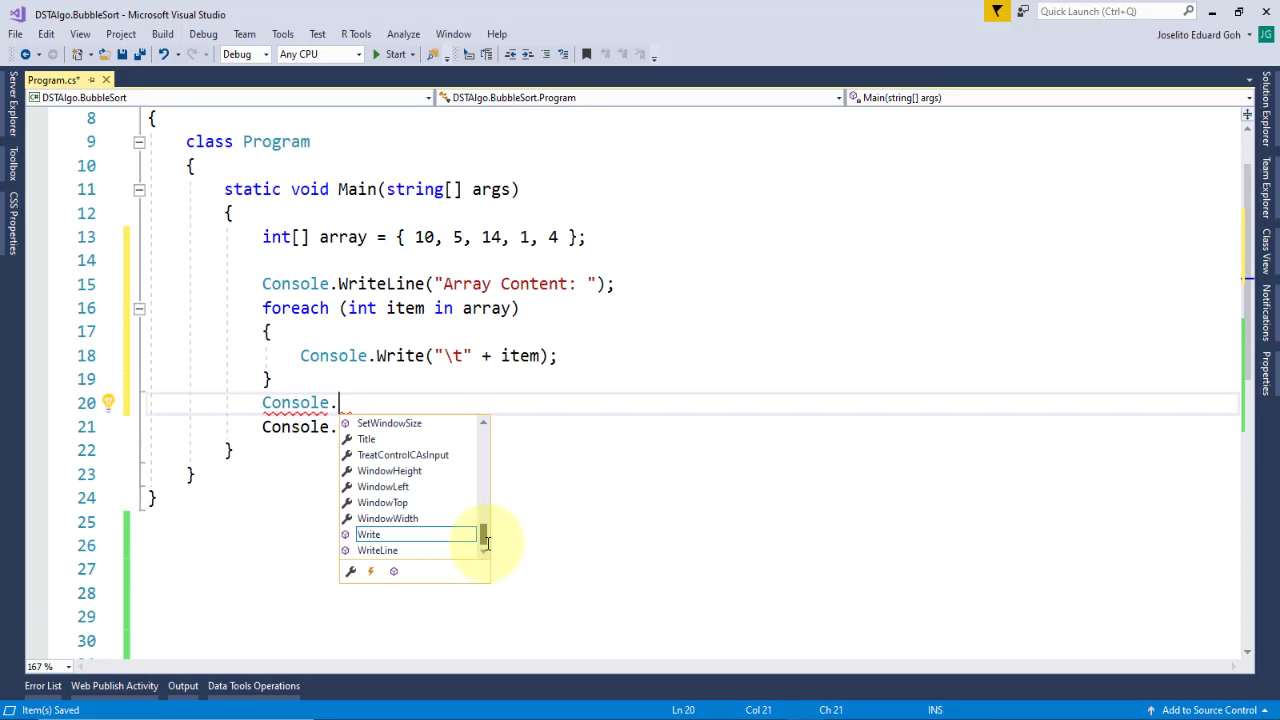 DSTAlgo.BubbleSort - Microsoft Visual Studio
Quick Launch (Ctrl+Q)
File Edit View Project Build Debug Team Tools Test R Tools Analyze Window Help
Joselito Eduard Goh JG
Debug Any CPU Start
Program.cs*
DSTAlgo.BubbleSort DSTAlgo.BubbleSort.Program Main(string[] args)
Server Explorer
Toolbox
CSS Properties
8 {
9 class Program
10 {
11 static void Main(string[] args)
12 {
13 int[] array = { 10, 5, 14, 1, 4 };
14
15 Console.WriteLine("Array Content: ");
16 foreach (int item in array)
17 {
18 Console.Write("\t" + item);
19 }
20 Console.
21 Console.
22 }
23 }
24 }
25
26
27
28
29
30
SetWindowSize
Title
TreatControlCAsInput
WindowHeight
WindowLeft
WindowTop
WindowWidth
Write
WriteLine
Solution Explorer
Team Explorer
Class View
Notifications
Properties
167 %
Error List Web Publish Activity Output Data Tools Operations
Item(s) Saved Ln 20 Col 21 Ch 21 INS Add to Source Control